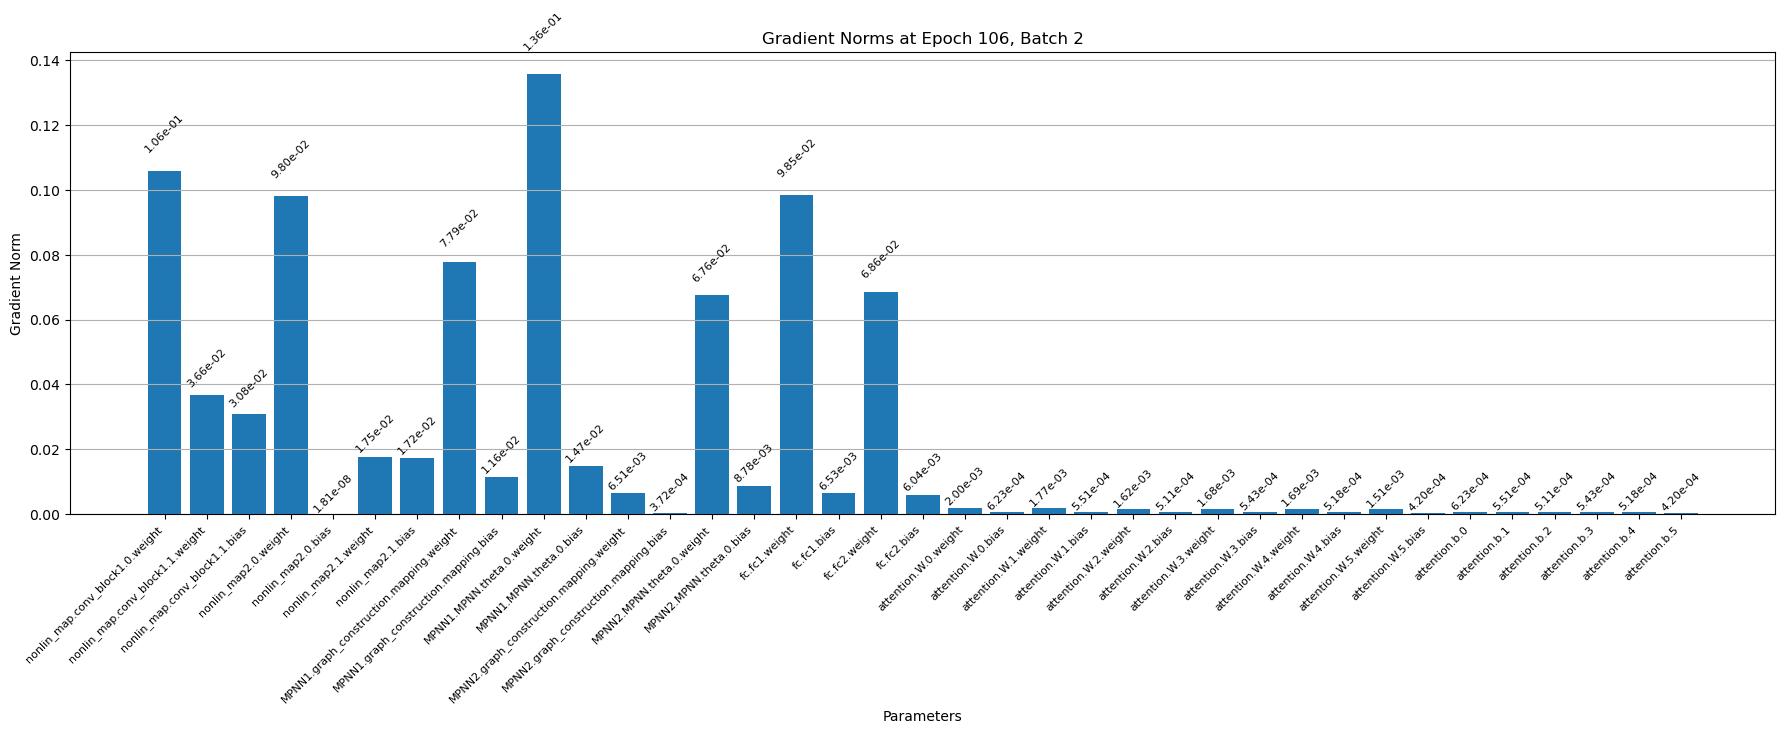 Gradient Norms at Epoch 106, Batch 2
Gradient Norm
0.14
0.12
0.10
0.08
0.06
0.04
0.02
0.00
1.06e-01
3.66e-02
3.08e-02
9.80e-02
1.81e-08
1.75e-02
1.72e-02
7.79e-02
1.16e-02
1.36e-01
1.47e-02
6.51e-03
3.72e-04
6.76e-02
8.78e-03
9.85e-02
6.53e-03
6.86e-02
6.04e-03
2.00e-03
6.23e-04
1.77e-03
5.51e-04
1.62e-03
5.11e-04
1.68e-03
5.43e-04
1.69e-03
5.18e-04
1.51e-03
4.20e-04
6.23e-04
5.51e-04
5.11e-04
5.43e-04
5.18e-04
4.20e-04
nonlin_map.conv_block1.0.weight
nonlin_map.conv_block1.1.weight
nonlin_map.conv_block1.1.bias
nonlin_map2.0.weight
nonlin_map2.0.bias
nonlin_map2.1.weight
nonlin_map2.1.bias
MPNN1.graph_construction.mapping.weight
MPNN1.graph_construction.mapping.bias
MPNN1.MPNN.theta.0.weight
MPNN1.MPNN.theta.0.bias
MPNN2.graph_construction.mapping.weight
MPNN2.graph_construction.mapping.bias
MPNN2.MPNN.theta.0.weight
MPNN2.MPNN.theta.0.bias
fc.fc1.weight
fc.fc1.bias
fc.fc2.weight
fc.fc2.bias
attention.W.0.weight
attention.W.0.bias
attention.W.1.weight
attention.W.1.bias
attention.W.2.weight
attention.W.2.bias
attention.W.3.weight
attention.W.3.bias
attention.W.4.weight
attention.W.4.bias
attention.W.5.weight
attention.W.5.bias
attention.b.0
attention.b.1
attention.b.2
attention.b.3
attention.b.4
attention.b.5
Parameters